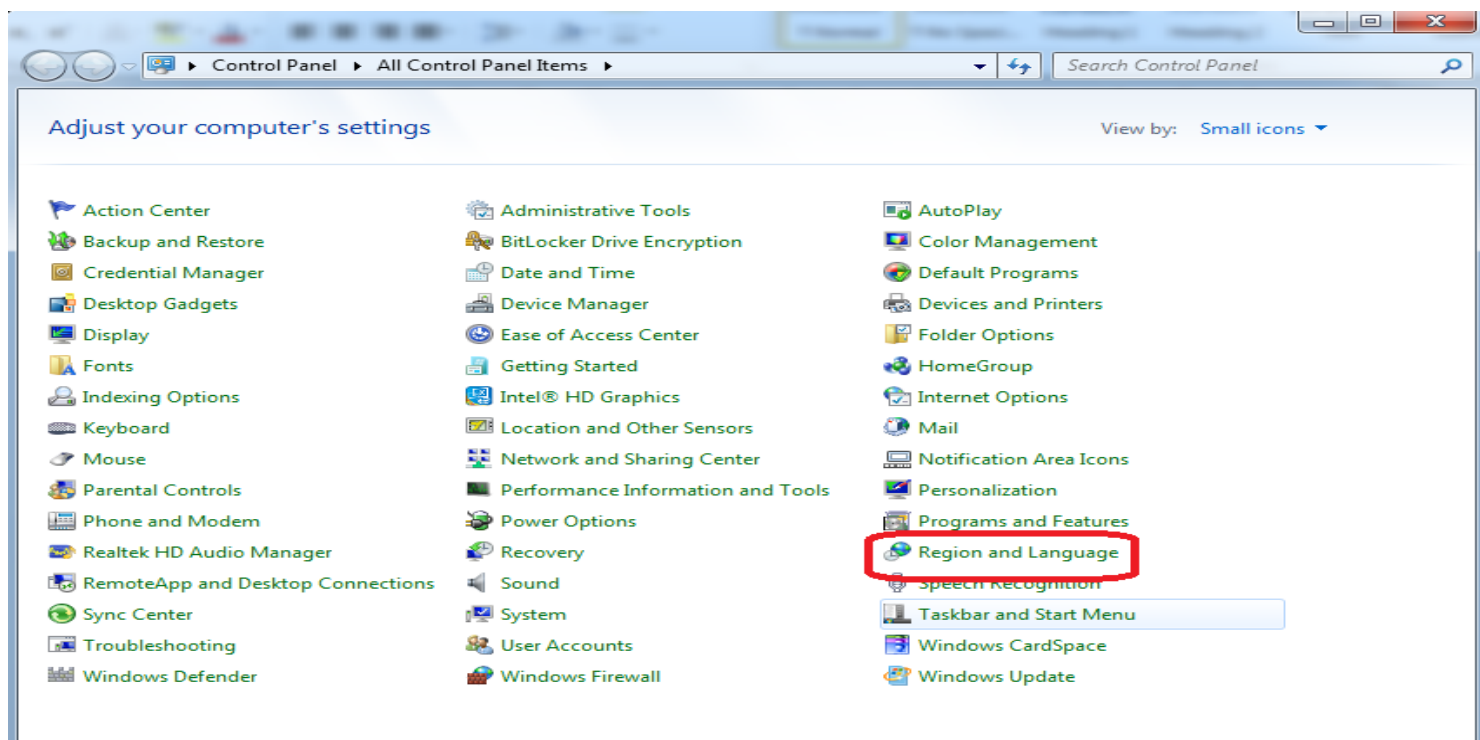 Control Panel All Control Panel Items Search Control Panel
Adjust your computer's settings View by: Small icons
Action Center Administrative Tools AutoPlay
Backup and Restore BitLocker Drive Encryption Color Management
Credential Manager Date and Time Default Programs
Desktop Gadgets Device Manager Devices and Printers
Display Ease of Access Center Folder Options
Fonts Getting Started HomeGroup
Indexing Options Intel® HD Graphics Internet Options
Keyboard Location and Other Sensors Mail
Mouse Network and Sharing Center Notification Area Icons
Parental Controls Performance Information and Tools Personalization
Phone and Modem Power Options Programs and Features
Realtek HD Audio Manager Recovery Region and Language
RemoteApp and Desktop Connections Sound Speech Recognition
Sync Center System Taskbar and Start Menu
Troubleshooting User Accounts Windows CardSpace
Windows Defender Windows Firewall Windows Update